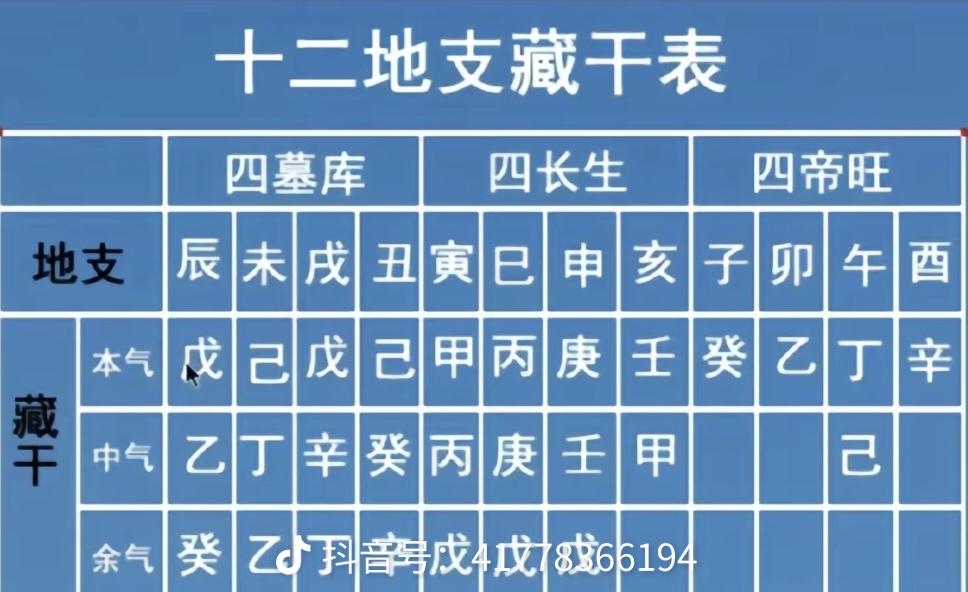 十二地支藏干表
四墓库 四长生 四帝旺
地支 辰 未 戌 丑 寅 巳 申 亥 子 卯 午 酉
藏干
本气 戊 己 戊 己 甲 丙 庚 壬 癸 乙 丁 辛
中气 乙 丁 辛 癸 丙 庚 壬 甲 己
余气 癸 乙 丁 辛 戊 戊 戊
抖音号：41778366194